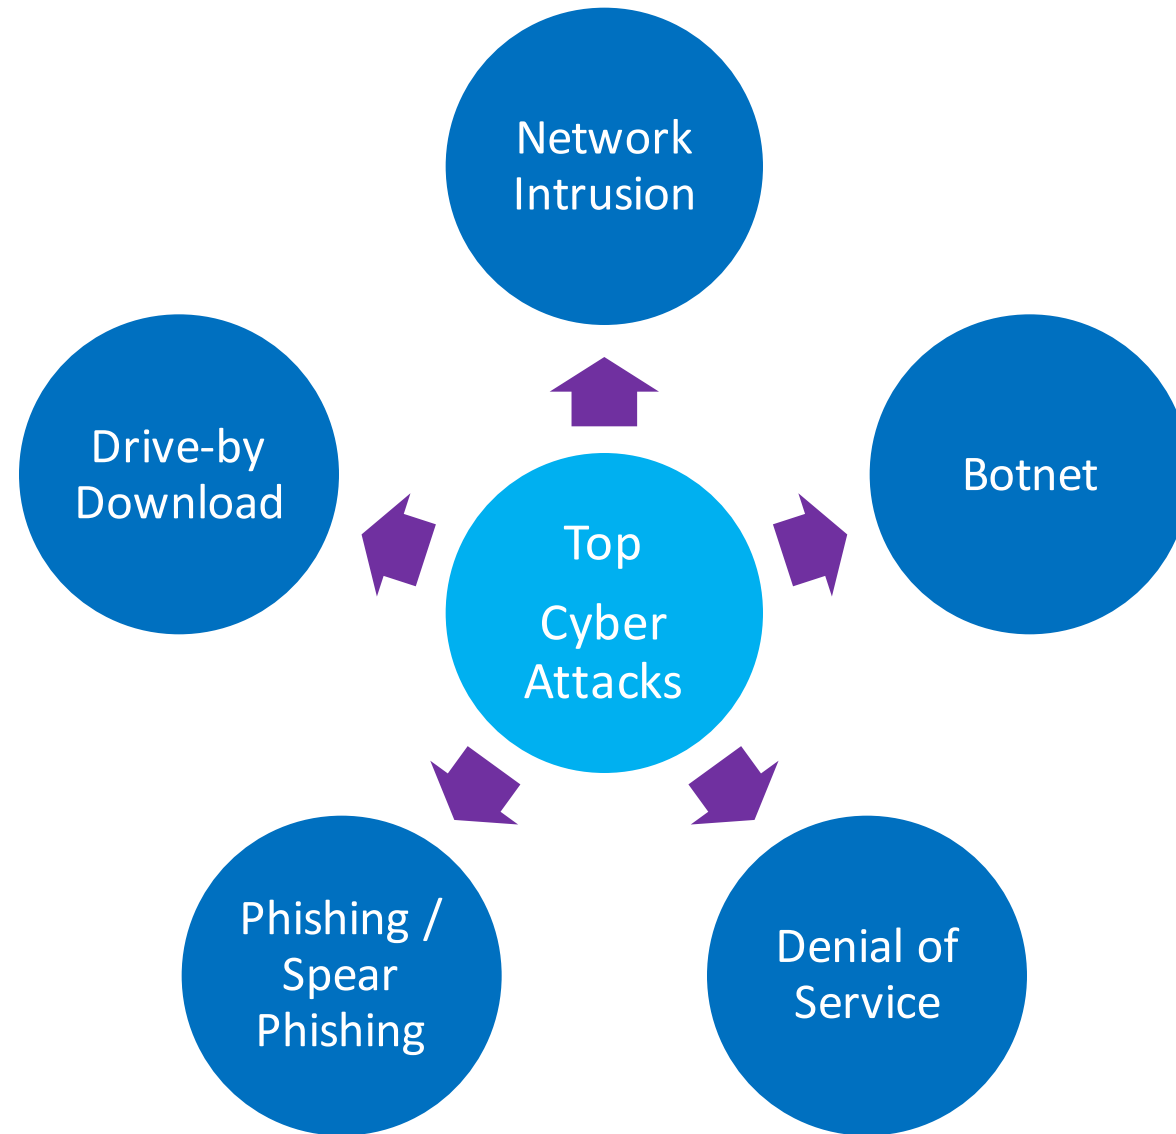 Network
Intrusion
Drive-by
Download
Botnet
Top
Cyber
Attacks
Phishing /
Spear
Phishing
Denial of
Service